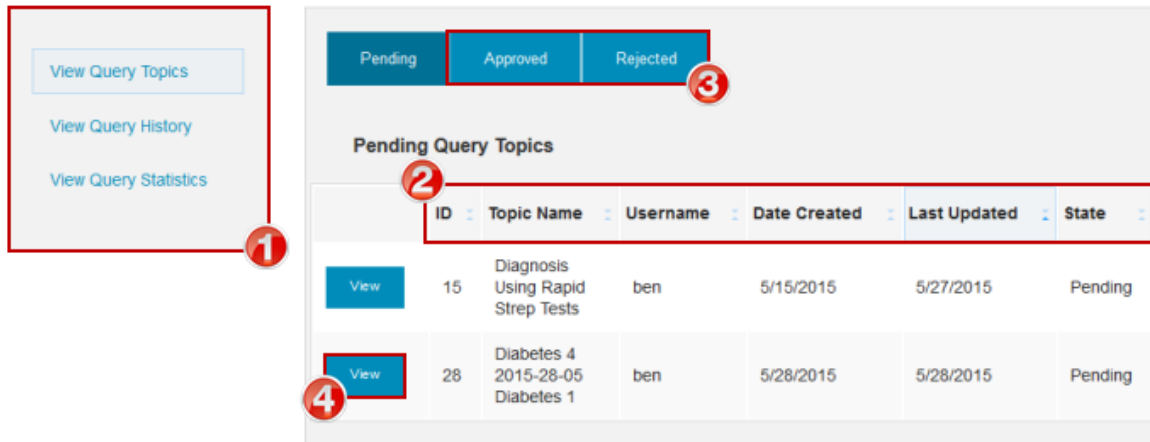 View Query Topics
View Query History
View Query Statistics
1
Pending Approved Rejected
3
Pending Query Topics
2
ID Topic Name Username Date Created Last Updated State
View 15 Diagnosis Using Rapid Strep Tests ben 5/15/2015 5/27/2015 Pending
View 28 Diabetes 4 2015-28-05 Diabetes 1 ben 5/28/2015 5/28/2015 Pending
4